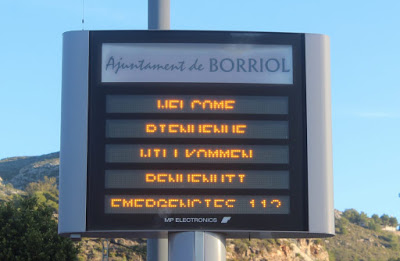 Ajuntament de BORRIOL
WELCOME
BIENVENUE
WILLKOMMEN
BENVENUTI
EMERGENCIES 112
MP ELECTRONICS